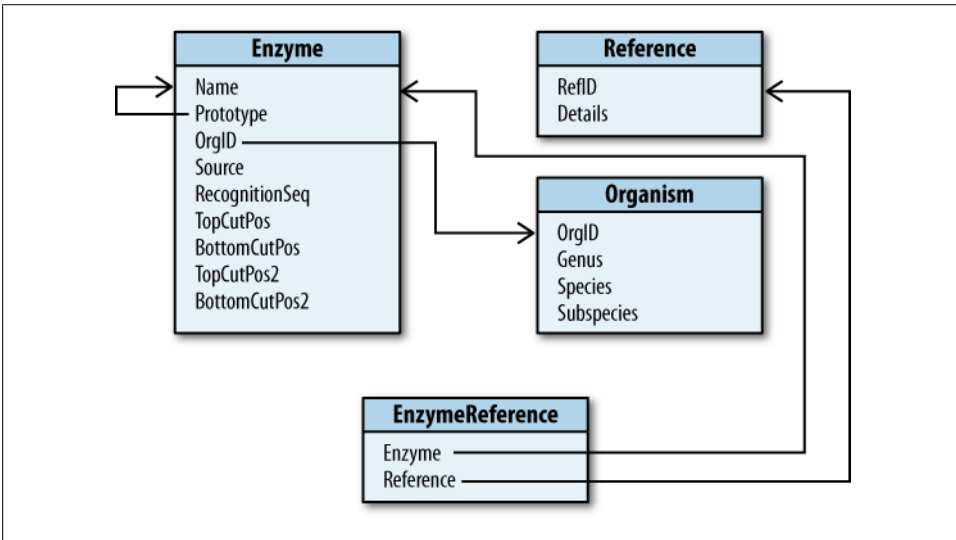 Enzyme
Name
Prototype
OrgID
Source
RecognitionSeq
TopCutPos
BottomCutPos
TopCutPos2
BottomCutPos2
Reference
RefID
Details
Organism
OrgID
Genus
Species
Subspecies
EnzymeReference
Enzyme
Reference